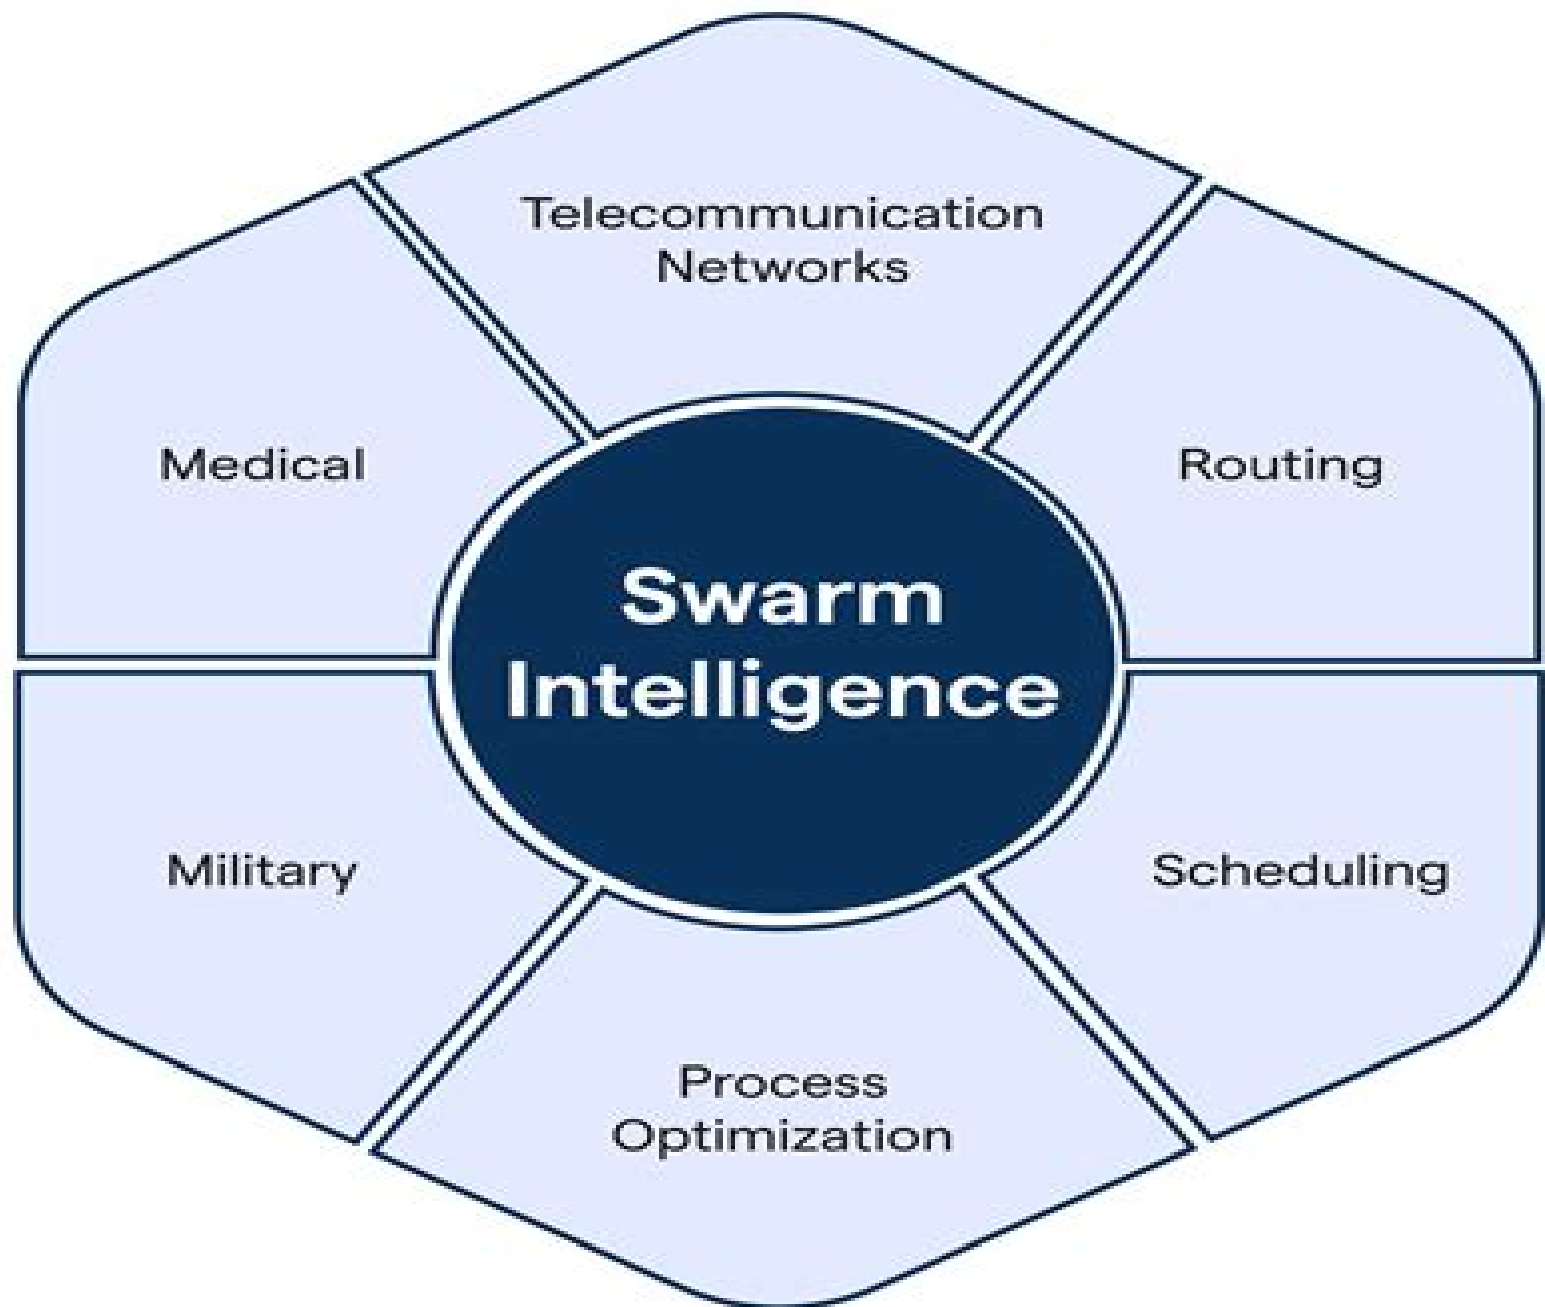 Telecommunication
Networks
Medical
Routing
Swarm
Intelligence
Military
Scheduling
Process
Optimization